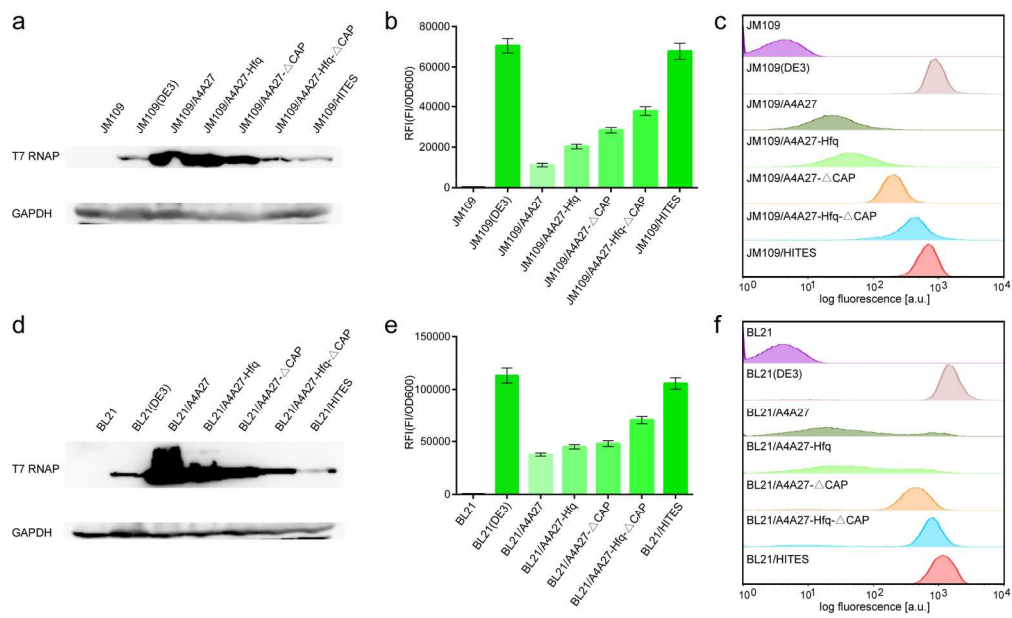 a
JM109
JM109(DE3)
JM109/A4A27
JM109/A4A27-Hfq
JM109/A4A27-△CAP
JM109/A4A27-Hfq-△CAP
JM109/HITES
T7 RNAP
GAPDH
b
RFI(FI/OD600)
80000
60000
40000
20000
0
JM109
JM109(DE3)
JM109/A4A27
JM109/A4A27-Hfq
JM109/A4A27-△CAP
JM109/A4A27-Hfq-△CAP
JM109/HITES
c
JM109
JM109(DE3)
JM109/A4A27
JM109/A4A27-Hfq
JM109/A4A27-△CAP
JM109/A4A27-Hfq-△CAP
JM109/HITES
10⁰ 10¹ 10² 10³ 10⁴
log fluorescence [a.u.]
d
BL21
BL21(DE3)
BL21/A4A27
BL21/A4A27-Hfq
BL21/A4A27-△CAP
BL21/A4A27-Hfq-△CAP
BL21/HITES
T7 RNAP
GAPDH
e
RFI(FI/OD600)
150000
100000
50000
0
BL21
BL21(DE3)
BL21/A4A27
BL21/A4A27-Hfq
BL21/A4A27-△CAP
BL21/A4A27-Hfq-△CAP
BL21/HITES
f
BL21
BL21(DE3)
BL21/A4A27
BL21/A4A27-Hfq
BL21/A4A27-△CAP
BL21/A4A27-Hfq-△CAP
BL21/HITES
10⁰ 10¹ 10² 10³ 10⁴
log fluorescence [a.u.]